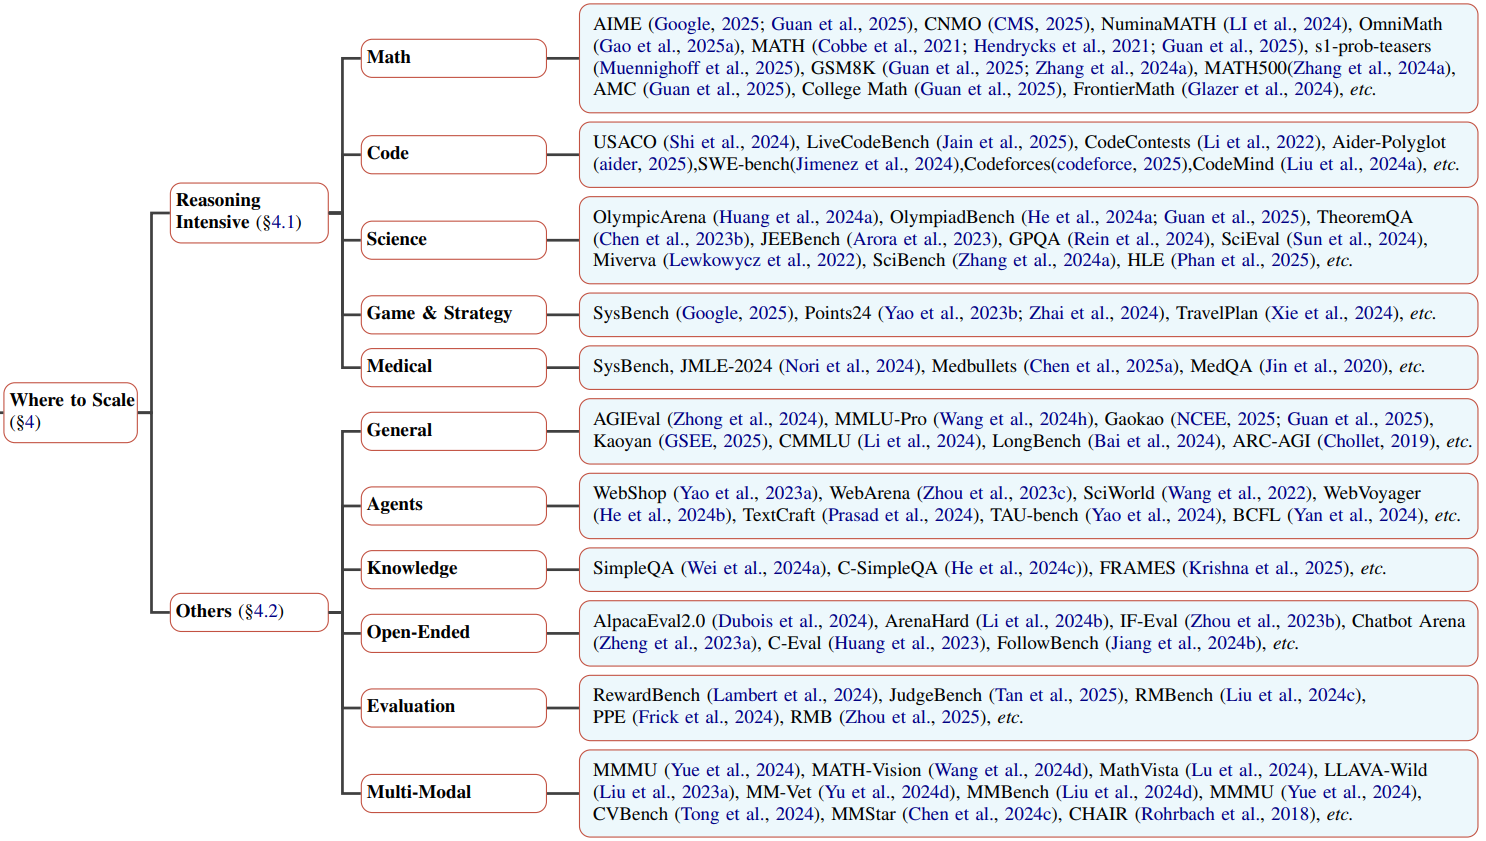 Where to Scale
(§4)
Reasoning
Intensive (§4.1)
Math
AIME (Google, 2025; Guan et al., 2025), CNMO (CMS, 2025), NuminaMATH (LI et al., 2024), OmniMath
(Gao et al., 2025a), MATH (Cobbe et al., 2021; Hendrycks et al., 2021; Guan et al., 2025), s1-prob-teasers
(Muennighoff et al., 2025), GSM8K (Guan et al., 2025; Zhang et al., 2024a), MATH500(Zhang et al., 2024a),
AMC (Guan et al., 2025), College Math (Guan et al., 2025), FrontierMath (Glazer et al., 2024), etc.
Code
USACO (Shi et al., 2024), LiveCodeBench (Jain et al., 2025), CodeContests (Li et al., 2022), Aider-Polyglot
(aider, 2025),SWE-bench(Jimenez et al., 2024),Codeforces(codeforce, 2025),CodeMind (Liu et al., 2024a), etc.
Science
OlympicArena (Huang et al., 2024a), OlympiadBench (He et al., 2024a; Guan et al., 2025), TheoremQA
(Chen et al., 2023b), JEEBench (Arora et al., 2023), GPQA (Rein et al., 2024), SciEval (Sun et al., 2024),
Miverva (Lewkowycz et al., 2022), SciBench (Zhang et al., 2024a), HLE (Phan et al., 2025), etc.
Game & Strategy
SysBench (Google, 2025), Points24 (Yao et al., 2023b; Zhai et al., 2024), TravelPlan (Xie et al., 2024), etc.
Medical
SysBench, JMLE-2024 (Nori et al., 2024), Medbullets (Chen et al., 2025a), MedQA (Jin et al., 2020), etc.
Others (§4.2)
General
AGIEval (Zhong et al., 2024), MMLU-Pro (Wang et al., 2024h), Gaokao (NCEE, 2025; Guan et al., 2025),
Kaoyan (GSEE, 2025), CMMLU (Li et al., 2024), LongBench (Bai et al., 2024), ARC-AGI (Chollet, 2019), etc.
Agents
WebShop (Yao et al., 2023a), WebArena (Zhou et al., 2023c), SciWorld (Wang et al., 2022), WebVoyager
(He et al., 2024b), TextCraft (Prasad et al., 2024), TAU-bench (Yao et al., 2024), BCFL (Yan et al., 2024), etc.
Knowledge
SimpleQA (Wei et al., 2024a), C-SimpleQA (He et al., 2024c)), FRAMES (Krishna et al., 2025), etc.
Open-Ended
AlpacaEval2.0 (Dubois et al., 2024), ArenaHard (Li et al., 2024b), IF-Eval (Zhou et al., 2023b), Chatbot Arena
(Zheng et al., 2023a), C-Eval (Huang et al., 2023), FollowBench (Jiang et al., 2024b), etc.
Evaluation
RewardBench (Lambert et al., 2024), JudgeBench (Tan et al., 2025), RMBench (Liu et al., 2024c),
PPE (Frick et al., 2024), RMB (Zhou et al., 2025), etc.
Multi-Modal
MMMU (Yue et al., 2024), MATH-Vision (Wang et al., 2024d), MathVista (Lu et al., 2024), LLAVA-Wild
(Liu et al., 2023a), MM-Vet (Yu et al., 2024d), MMBench (Liu et al., 2024d), MMMU (Yue et al., 2024),
CVBench (Tong et al., 2024), MMStar (Chen et al., 2024c), CHAIR (Rohrbach et al., 2018), etc.